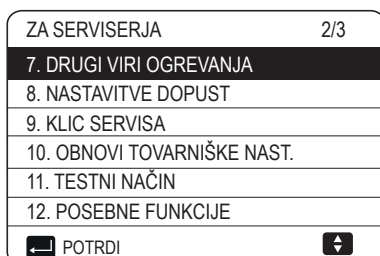 ZA SERVISERJA 2/3
7. DRUGI VIRI OGREVANJA
8. NASTAVITVE DOPUST
9. KLIC SERVISA
10. OBNOVI TOVARNIŠKE NAST.
11. TESTNI NAČIN
12. POSEBNE FUNKCIJE
POTRDI